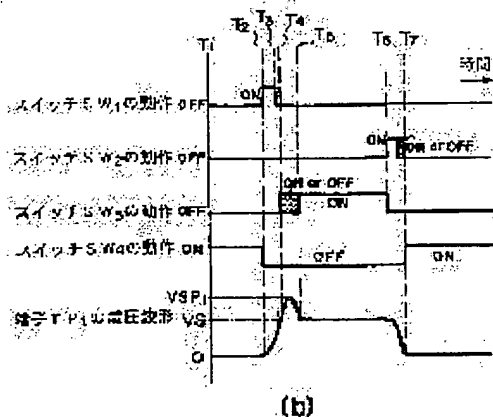 T1 T2 T3 T4 T5 T6 T7
時間
スイッチSW1の動作 OFF ON
スイッチSW2の動作 OFF ON ON or OFF
スイッチSW3の動作 OFF ON or OFF ON
スイッチSW4の動作 ON OFF ON
VSP1
端子TP1の電圧波形 VS
0
(b)